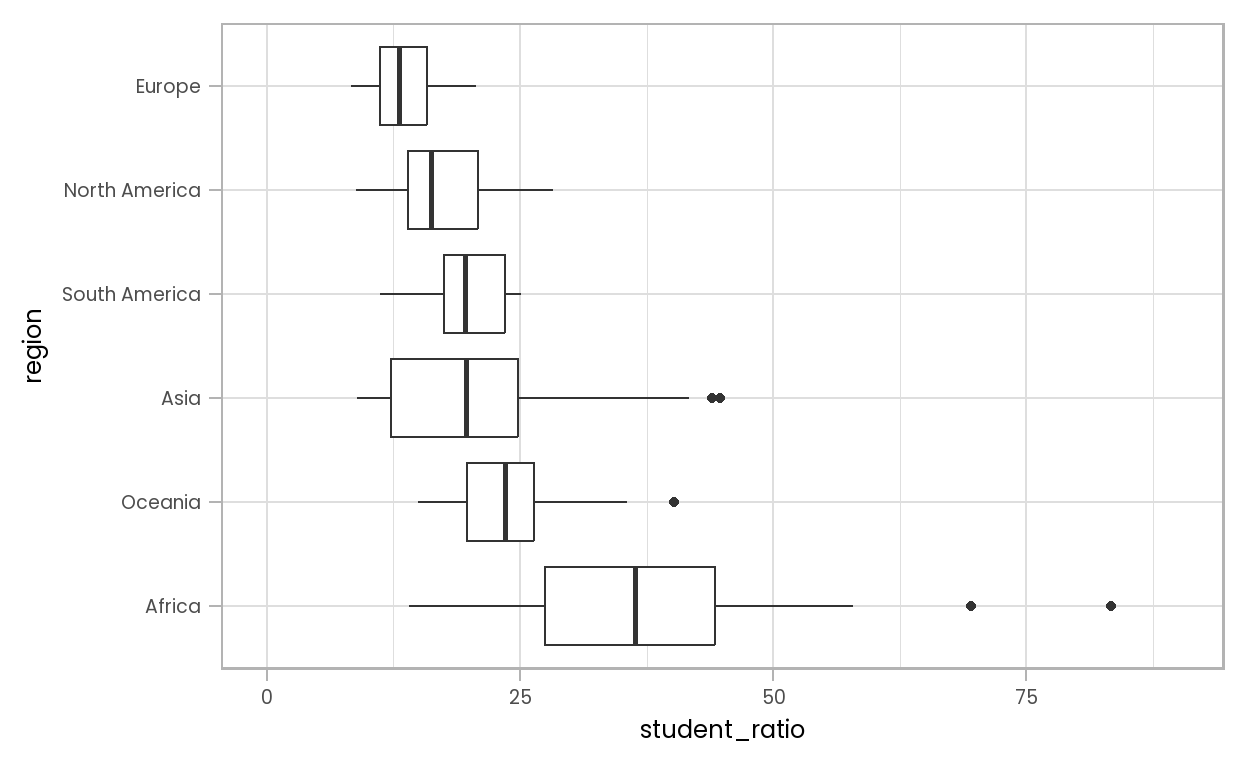 Europe
North America
South America
Asia
Oceania
Africa
region
0 25 50 75
student_ratio